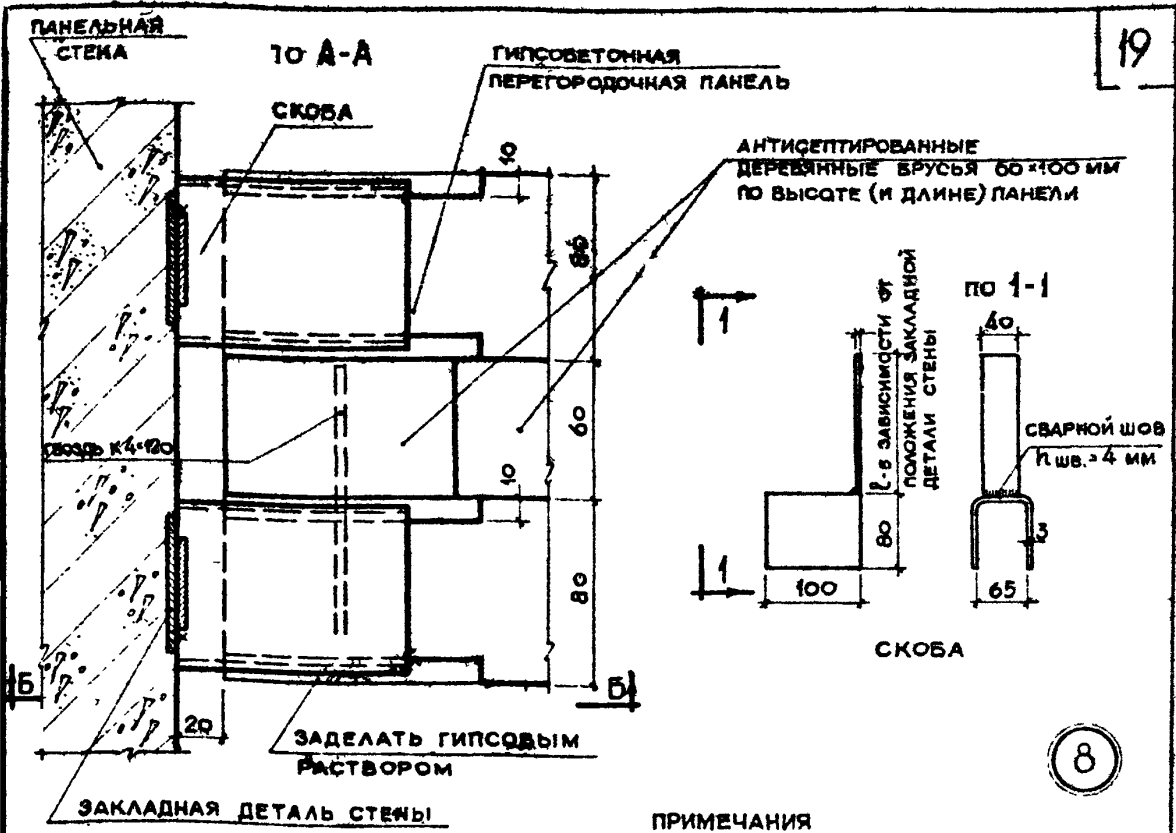 19
ПАНЕЛЬНАЯ
СТЕНА
ПО А-А
ГИПСОБЕТОННАЯ
ПЕРЕГОРОДОЧНАЯ ПАНЕЛЬ
СКОБА
АНТИСЕПТИРОВАННЫЕ
ДЕРЕВЯННЫЕ БРУСЬЯ 60×100 ММ
ПО ВЫСОТЕ (И ДЛИНЕ) ПАНЕЛИ
10
80
60
10
80
ГВОЗДЬ К4×120
Б
Б
20
ЗАДЕЛАТЬ ГИПСОВЫМ
РАСТВОРОМ
ЗАКЛАДНАЯ ДЕТАЛЬ СТЕНЫ
1
1
ℓ-В ЗАВИСИМОСТИ ОТ
ПОЛОЖЕНИЯ ЗАКЛАДНОЙ
ДЕТАЛИ СТЕНЫ
80
100
ПО 1-1
40
СВАРНОЙ ШОВ
h шв.=4 мм
3
65
СКОБА
8
ПРИМЕЧАНИЯ